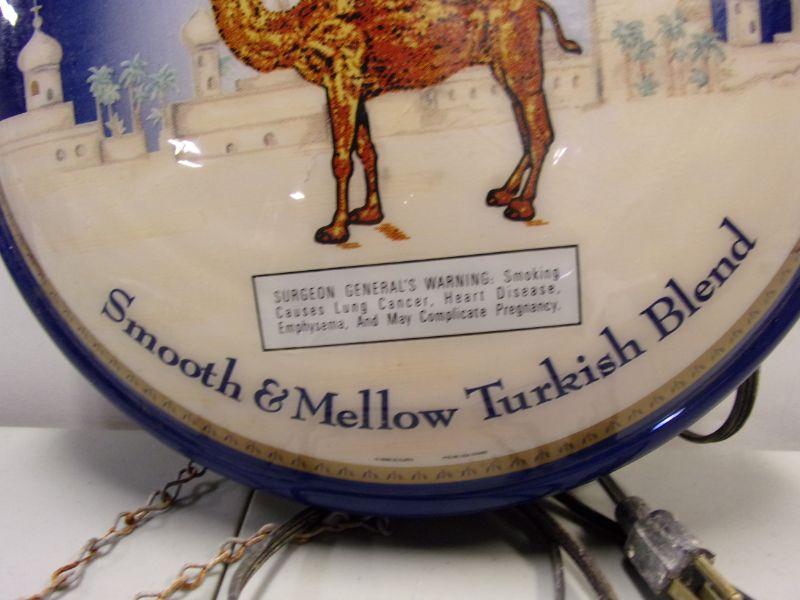 SURGEON GENERAL'S WARNING: Smoking
Causes Lung Cancer, Heart Disease,
Emphysema, And May Complicate Pregnancy.
Smooth & Mellow Turkish Blend